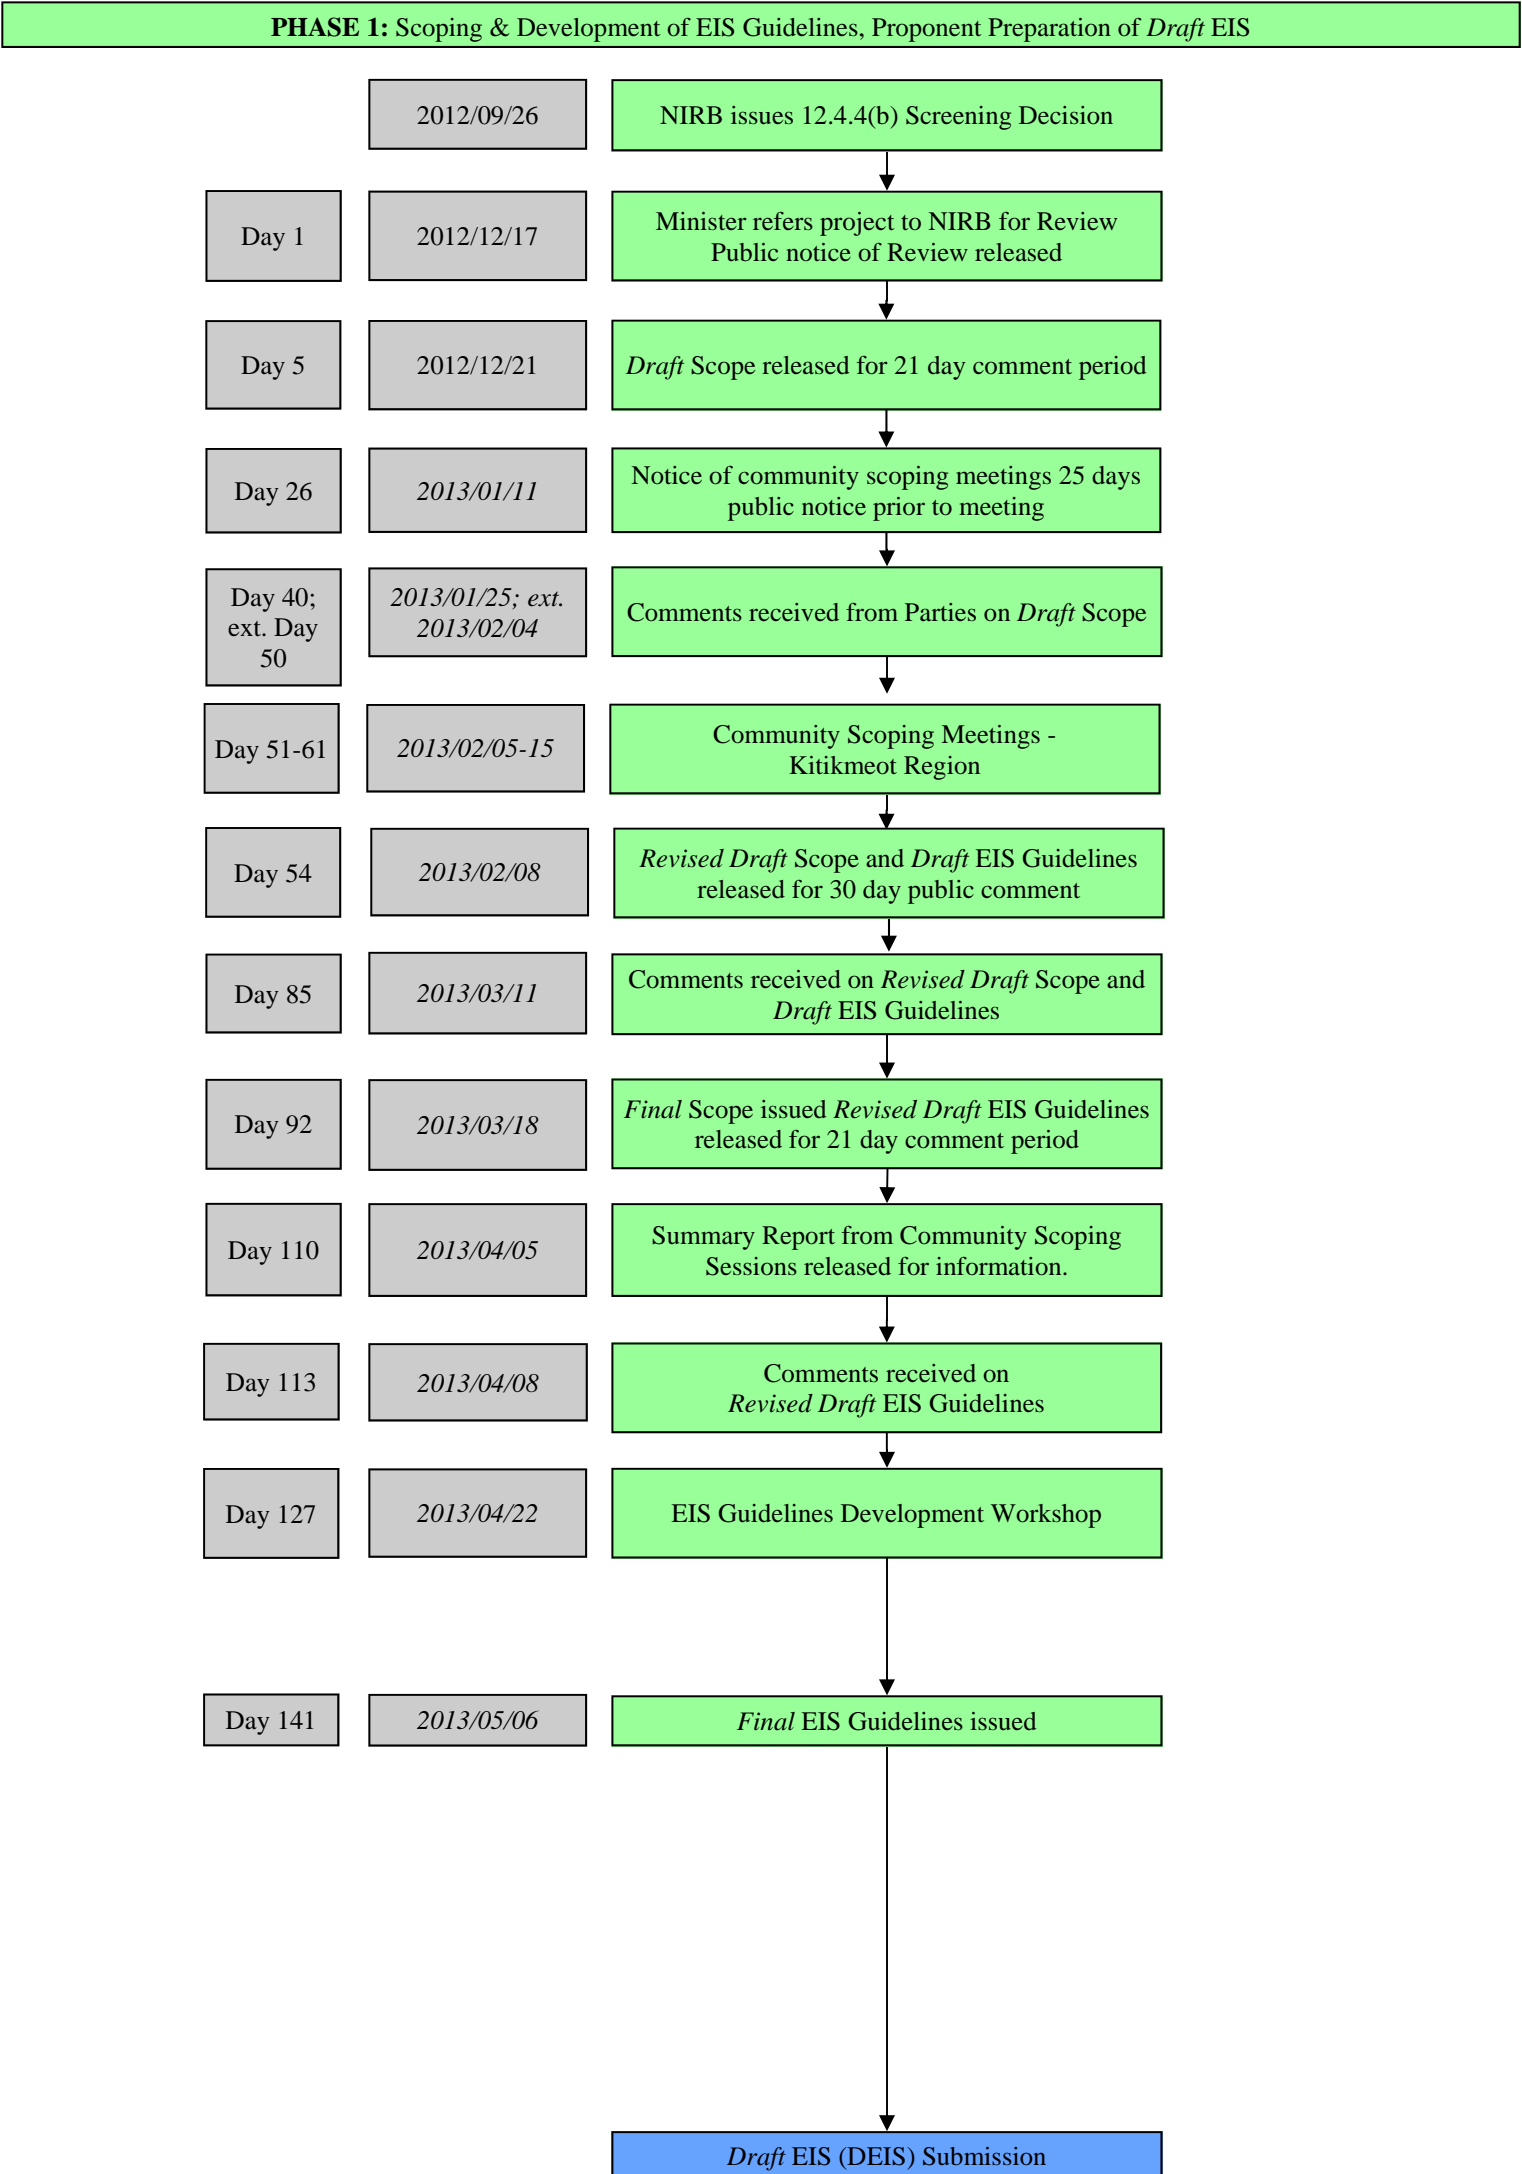 PHASE 1: Scoping & Development of EIS Guidelines, Proponent Preparation of Draft EIS
2012/09/26
NIRB issues 12.4.4(b) Screening Decision
Day 1
2012/12/17
Minister refers project to NIRB for Review
Public notice of Review released
Day 5
2012/12/21
Draft Scope released for 21 day comment period
Day 26
2013/01/11
Notice of community scoping meetings 25 days
public notice prior to meeting
Day 40;
ext. Day
50
2013/01/25; ext.
2013/02/04
Comments received from Parties on Draft Scope
Day 51-61
2013/02/05-15
Community Scoping Meetings -
Kitikmeot Region
Day 54
2013/02/08
Revised Draft Scope and Draft EIS Guidelines
released for 30 day public comment
Day 85
2013/03/11
Comments received on Revised Draft Scope and
Draft EIS Guidelines
Day 92
2013/03/18
Final Scope issued Revised Draft EIS Guidelines
released for 21 day comment period
Day 110
2013/04/05
Summary Report from Community Scoping
Sessions released for information.
Day 113
2013/04/08
Comments received on
Revised Draft EIS Guidelines
Day 127
2013/04/22
EIS Guidelines Development Workshop
Day 141
2013/05/06
Final EIS Guidelines issued
Draft EIS (DEIS) Submission